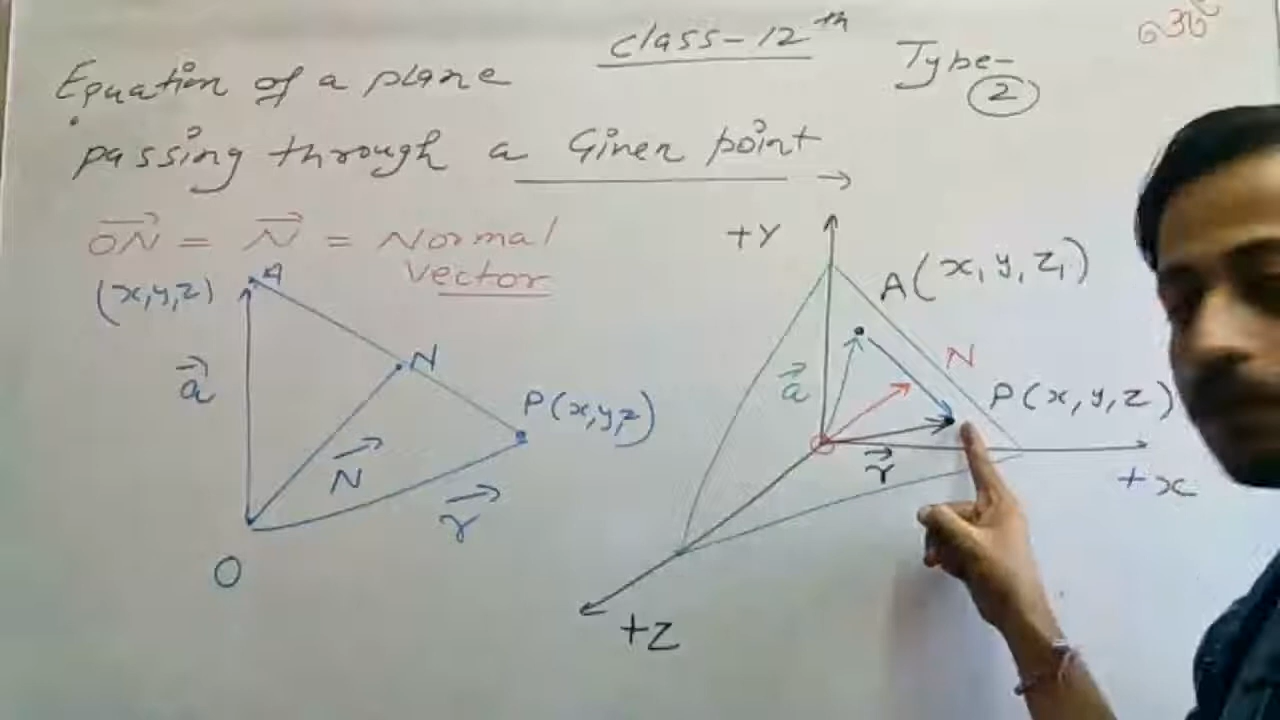 class-12th
Type-
2
Equation of a plane
passing through a Given point →
→ON = →N = Normal
vector
(x,y,z) A
→a
N
P(x,y,z)
→N
→r
O
+Y
A(x, y, z₁)
→a
N
P(x, y, z)
→r
+x
+Z